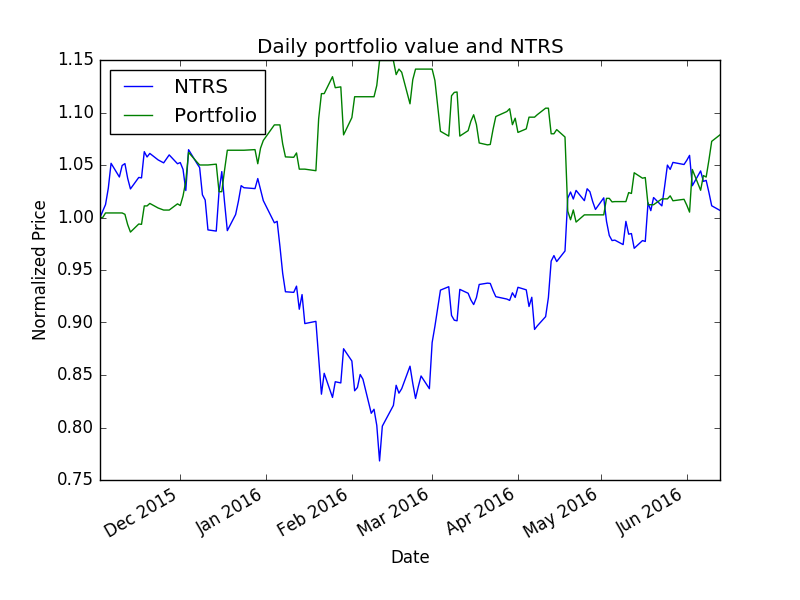 Daily portfolio value and NTRS
1.15
1.10
1.05
1.00
0.95
0.90
0.85
0.80
0.75
Normalized Price
NTRS
Portfolio
Dec 2015
Jan 2016
Feb 2016
Mar 2016
Apr 2016
May 2016
Jun 2016
Date